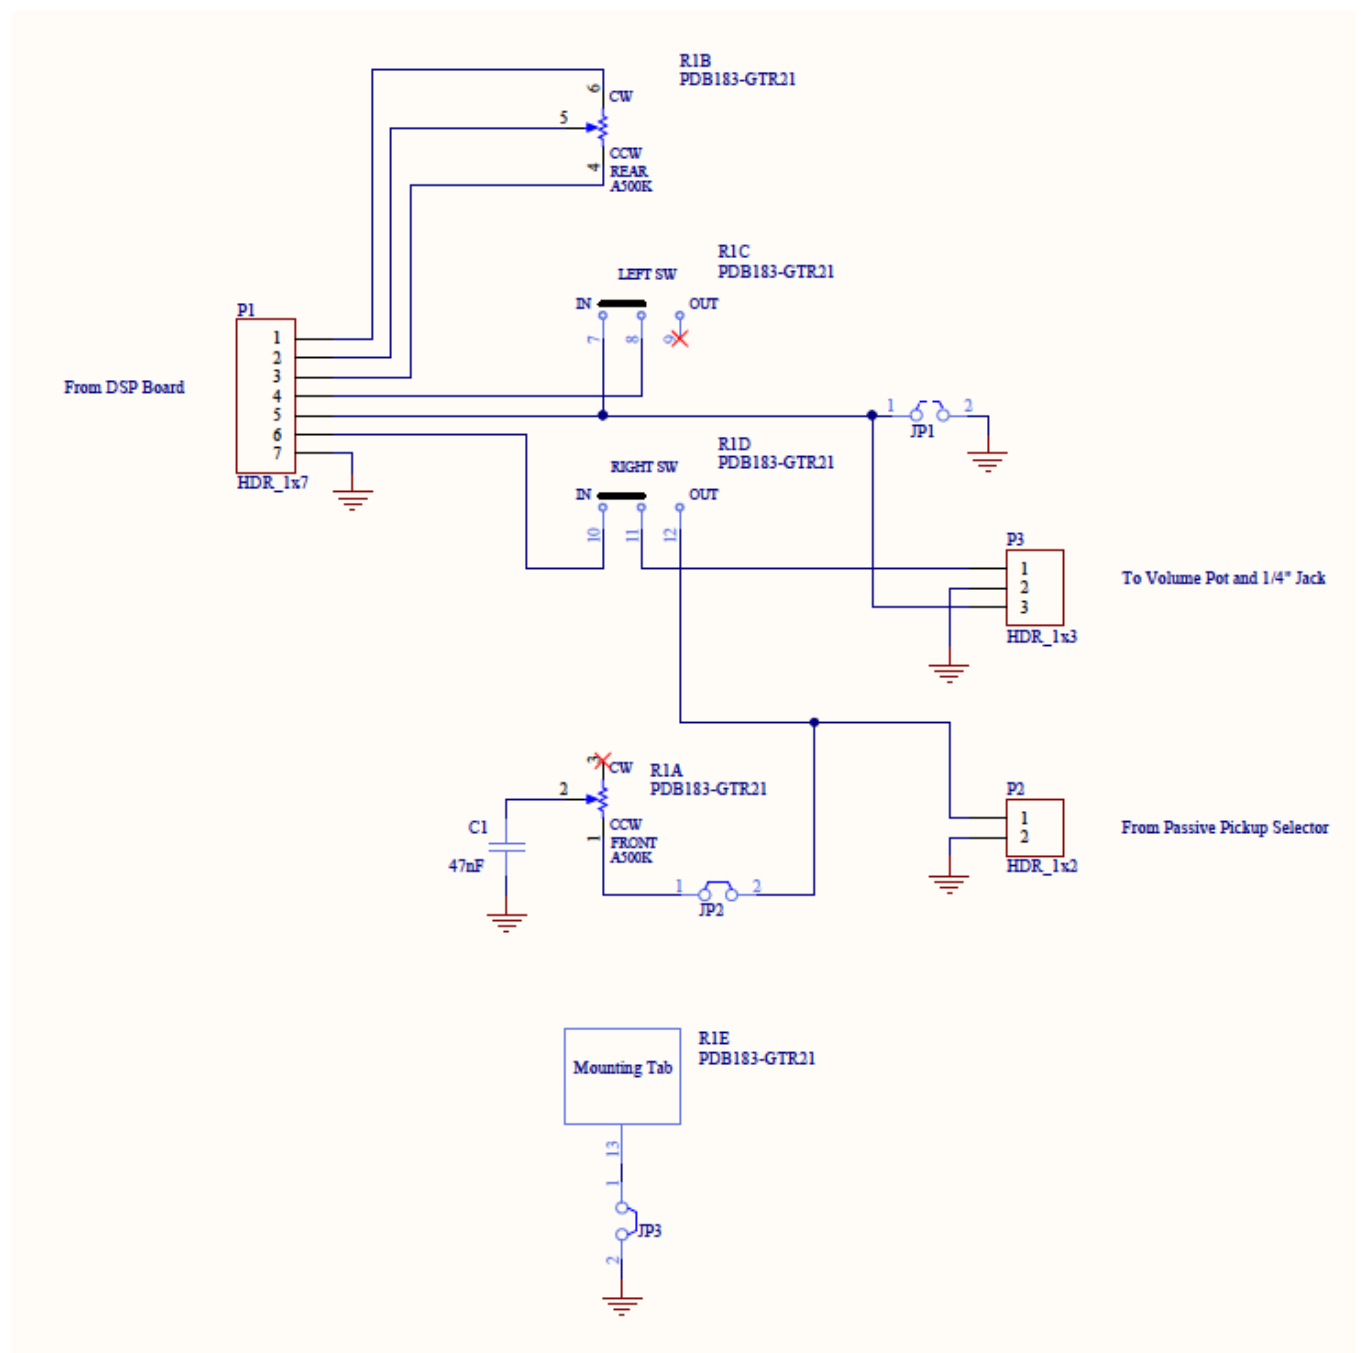 R1B
PDB183-GTR21
6
CW
5
CCW
4
REAR
A500K
R1C
PDB183-GTR21
LEFT SW
IN
OUT
7
8
9
P1
1
2
3
4
5
6
7
HDR_1x7
From DSP Board
1
2
JP1
R1D
PDB183-GTR21
RIGHT SW
IN
OUT
10
11
12
P3
1
2
3
HDR_1x3
To Volume Pot and 1/4" Jack
3
CW
R1A
PDB183-GTR21
2
CCW
1
FRONT
A500K
C1
47nF
1
2
JP2
P2
1
2
HDR_1x2
From Passive Pickup Selector
Mounting Tab
R1E
PDB183-GTR21
13
1
JP3
2